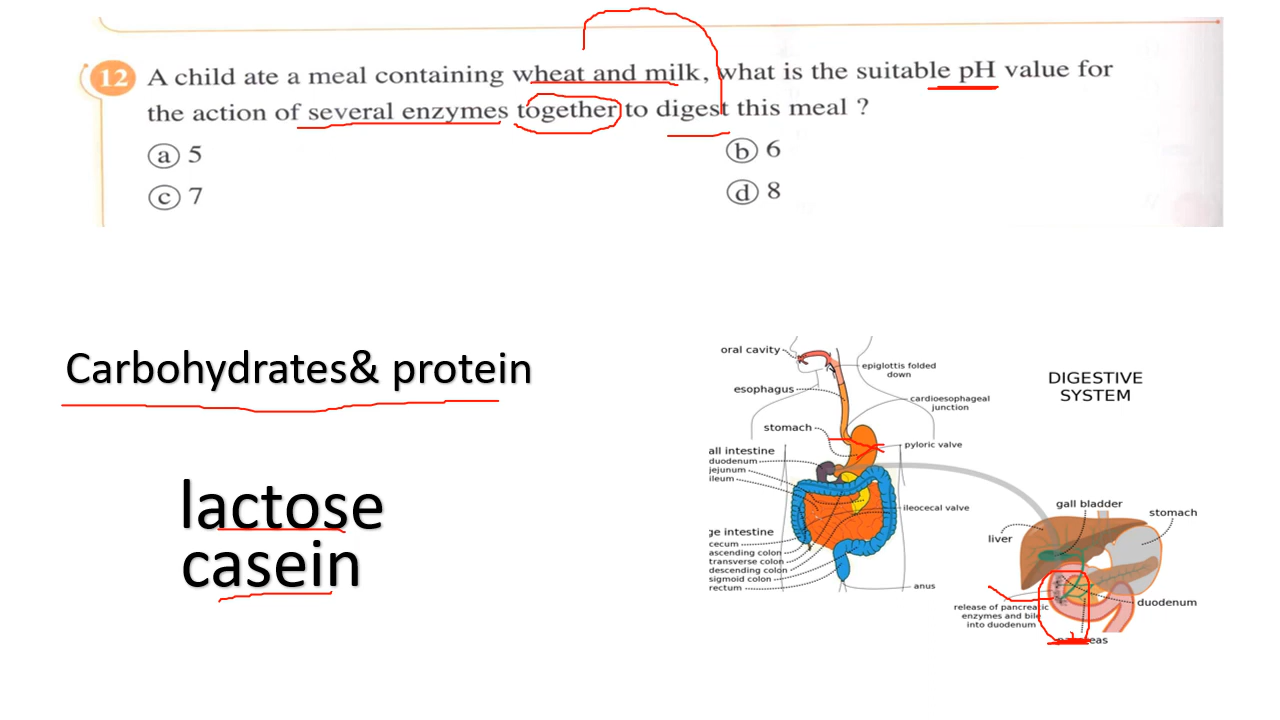 12 A child ate a meal containing wheat and milk, what is the suitable pH value for
the action of several enzymes together to digest this meal ?
a 5
b 6
c 7
d 8
Carbohydrates& protein
lactose
casein
oral cavity
epiglottis folded
down
esophagus
cardioesophageal
junction
stomach
pyloric valve
all intestine
duodenum
jejunum
ileum
ileocecal valve
ge intestine
cecum
ascending colon
transverse colon
descending colon
sigmoid colon
rectum
anus
DIGESTIVE
SYSTEM
gall bladder
stomach
liver
duodenum
release of pancreatic
enzymes and bile
into duodenum
pancreas